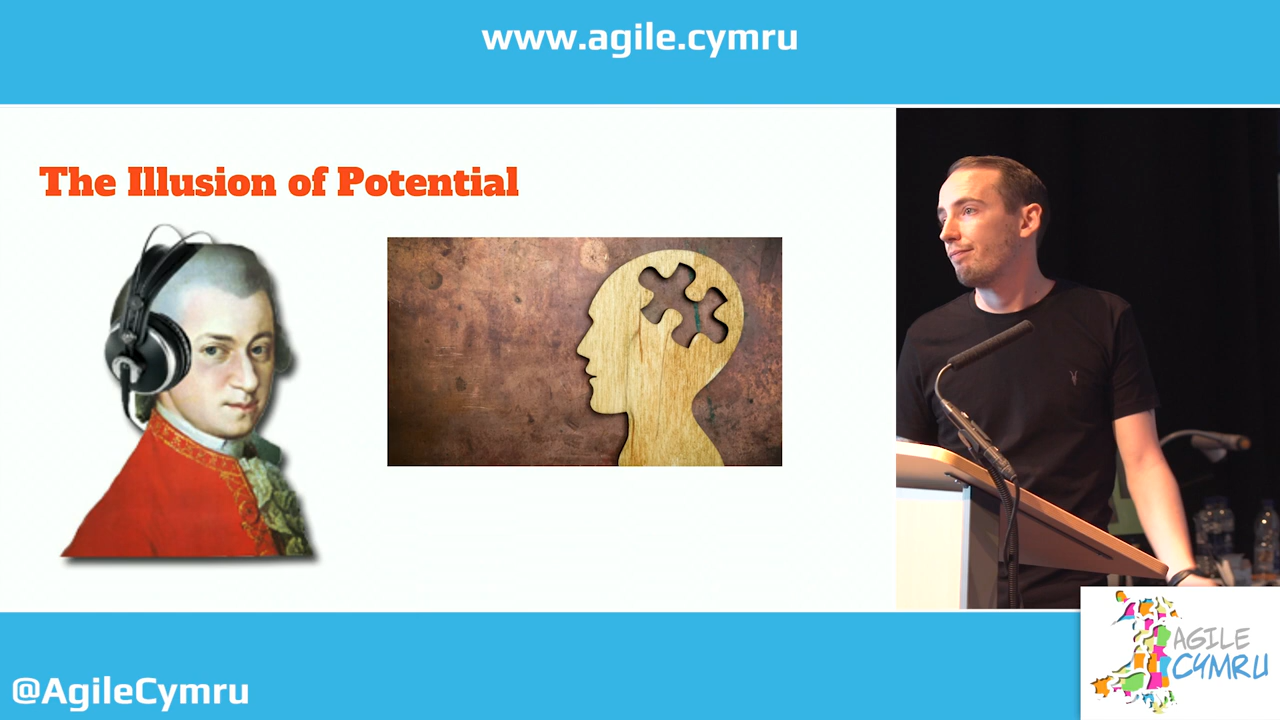 www.agile.cymru
The Illusion of Potential
@AgileCymru
AGILE
CYMRU